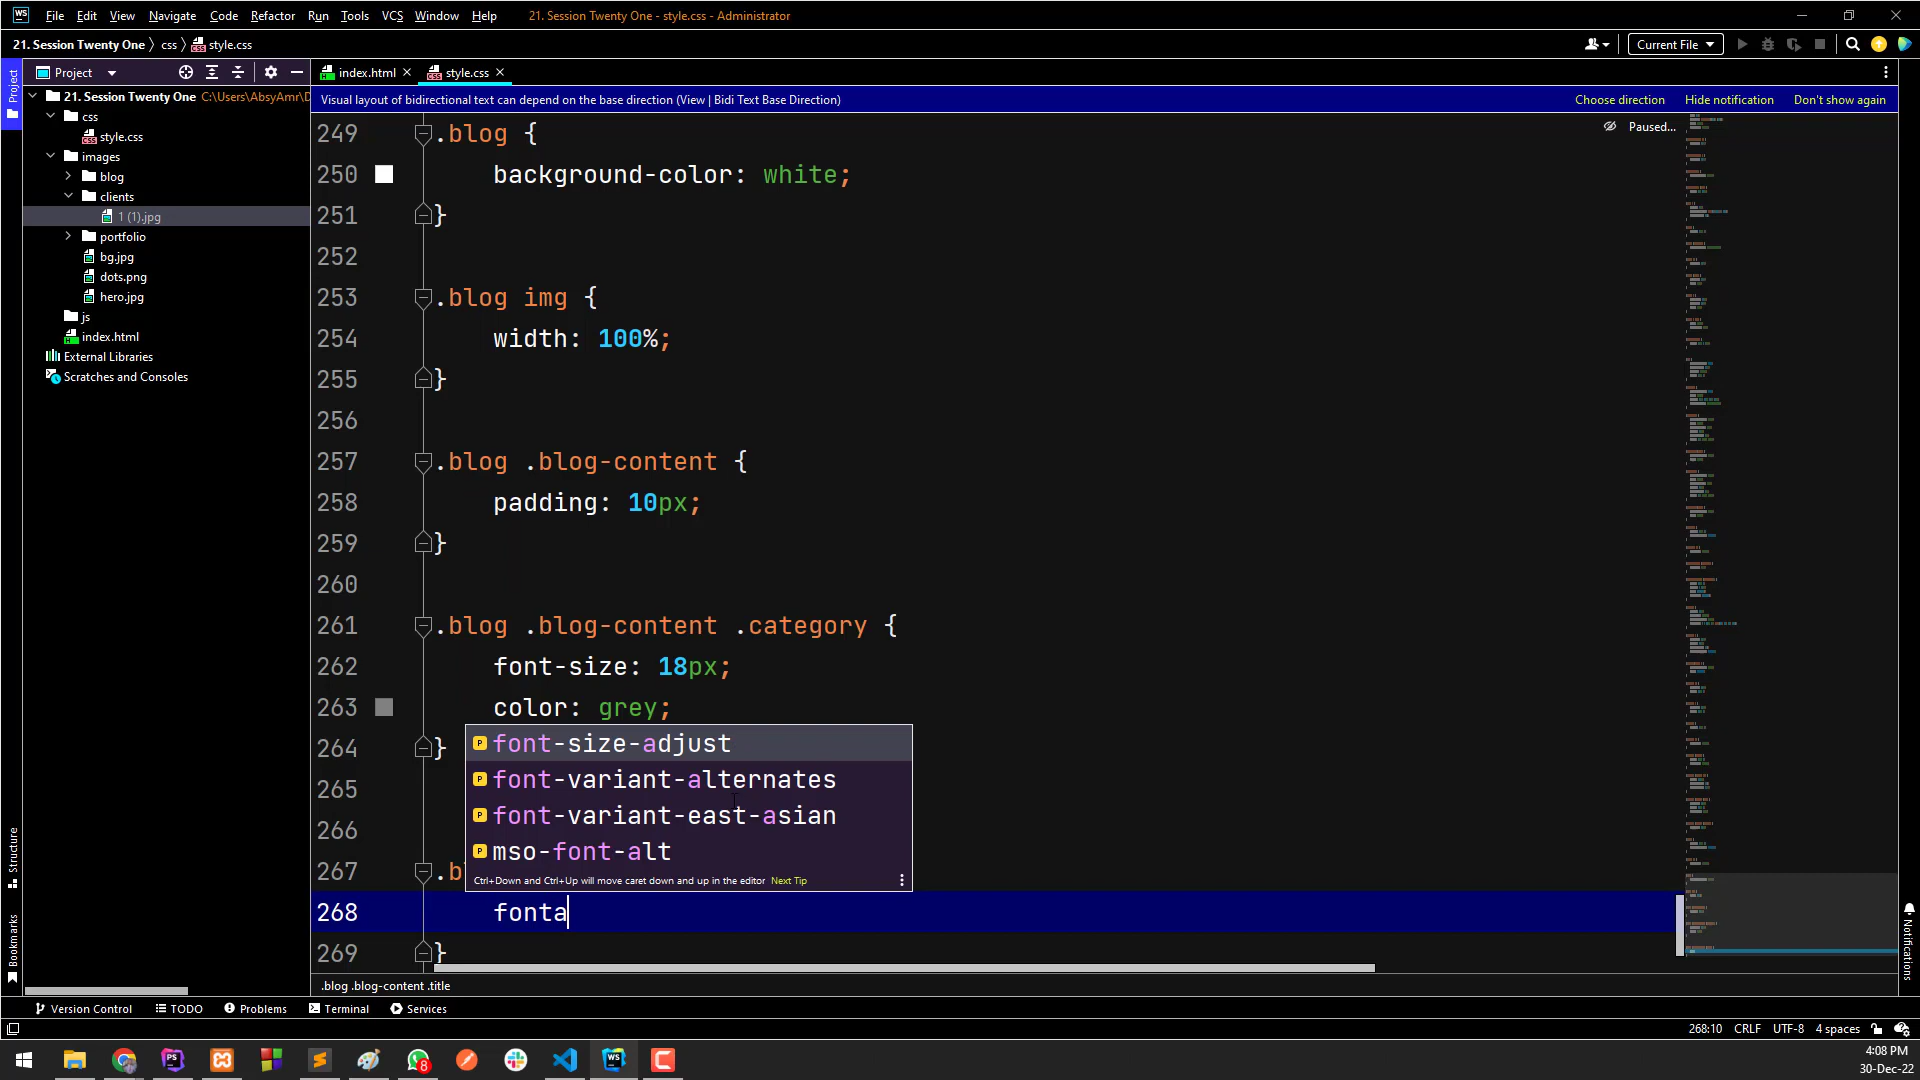 WS File Edit View Navigate Code Refactor Run Tools VCS Window Help 21. Session Twenty One - style.css - Administrator
21. Session Twenty One css style.css
Current File
Project
Project
index.html
style.css
21. Session Twenty One C:\Users\AbsyAmr\D
css
style.css
images
blog
clients
1 (1).jpg
portfolio
bg.jpg
dots.png
hero.jpg
js
index.html
External Libraries
Scratches and Consoles
Visual layout of bidirectional text can depend on the base direction (View | Bidi Text Base Direction) Choose direction Hide notification Don't show again
Paused...
249 .blog {
250 background-color: white;
251 }
252
253 .blog img {
254 width: 100%;
255 }
256
257 .blog .blog-content {
258 padding: 10px;
259 }
260
261 .blog .blog-content .category {
262 font-size: 18px;
263 color: grey;
264 }
265
266
267 .b
268 fonta
269 }
font-size-adjust
font-variant-alternates
font-variant-east-asian
mso-font-alt
Ctrl+Down and Ctrl+Up will move caret down and up in the editor Next Tip
.blog .blog-content .title
Structure
Bookmarks
Notifications
Version Control TODO Problems Terminal Services
268:10 CRLF UTF-8 4 spaces
PS
8
WS
4:08 PM
30-Dec-22